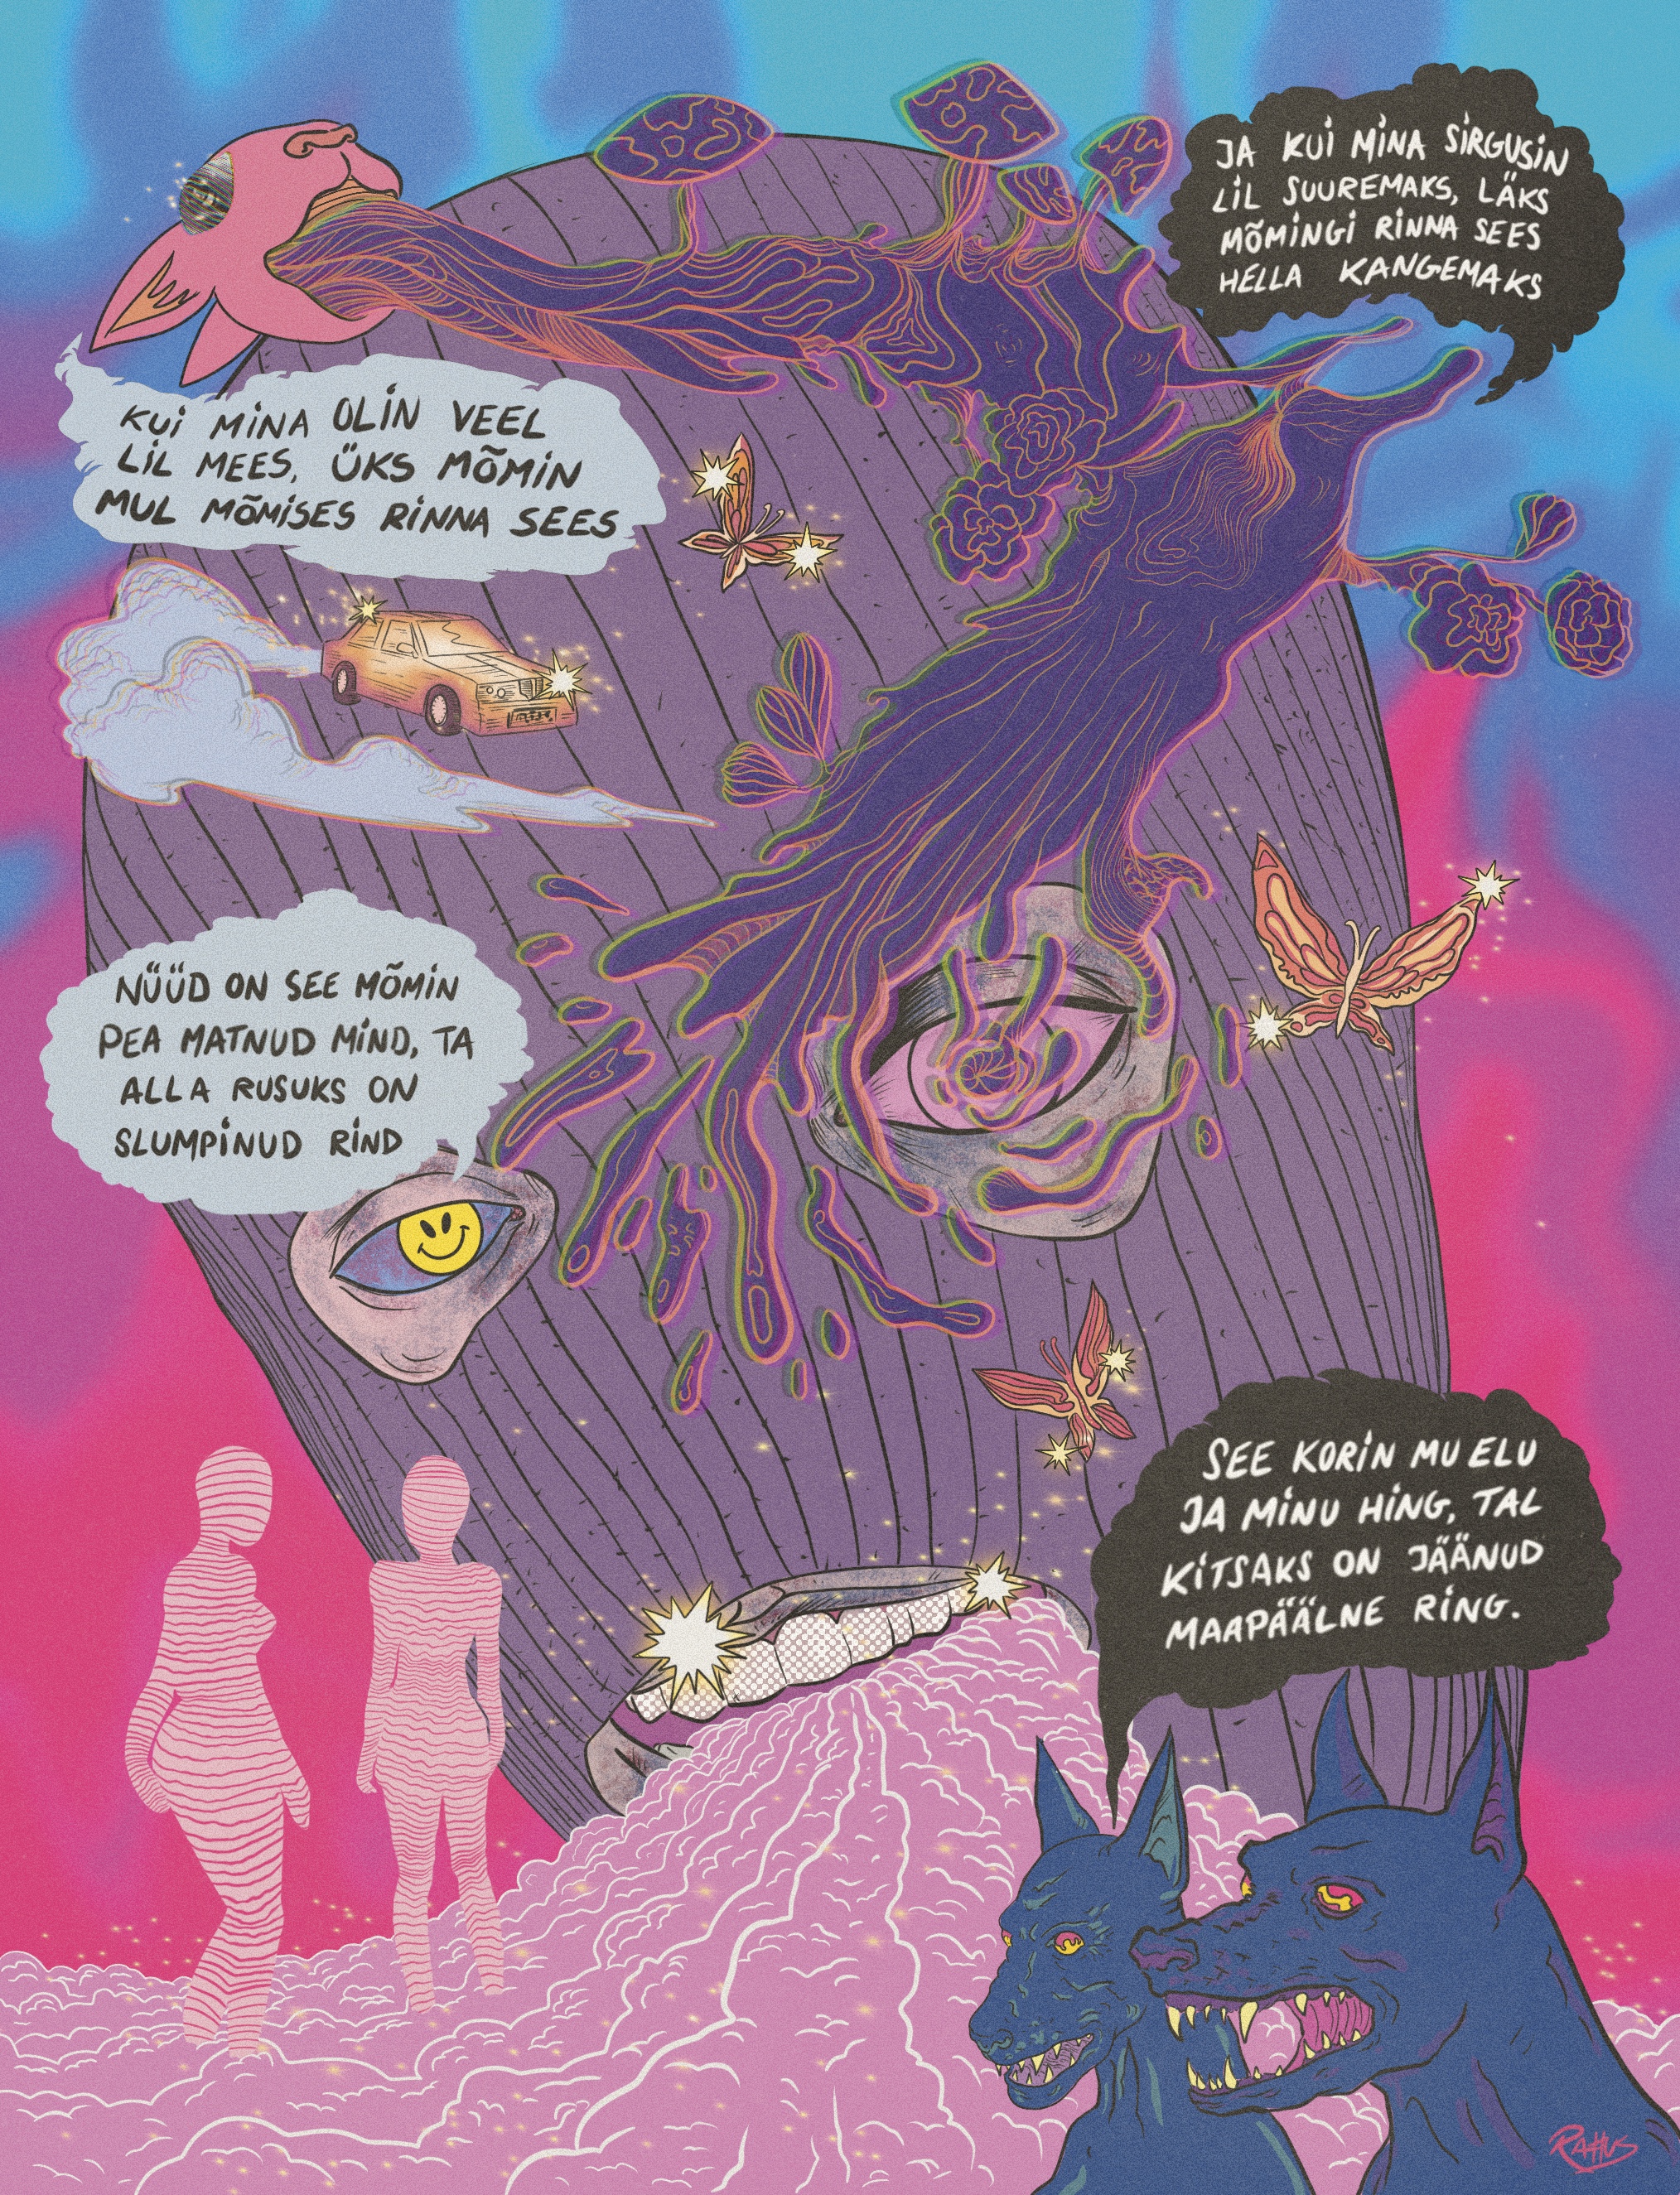 KUI MINA OLIN VEEL
LIL MEES, ÜKS MÕMIN
MUL MÕMISES RINNA SEES
JA KUI MINA SIRGUSIN
LIL SUUREMAKS, LÄKS
MÕMINGI RINNA SEES
HELLA KANGEMAKS
NÜÜD ON SEE MÕMIN
PEA MATNUD MIND, TA
ALLA RUSUKS ON
SLUMPINUD RIND
SEE KORIN MU ELU
JA MINU HING, TAL
KITSAKS ON JÄÄNUD
MAAPÄÄLNE RING.